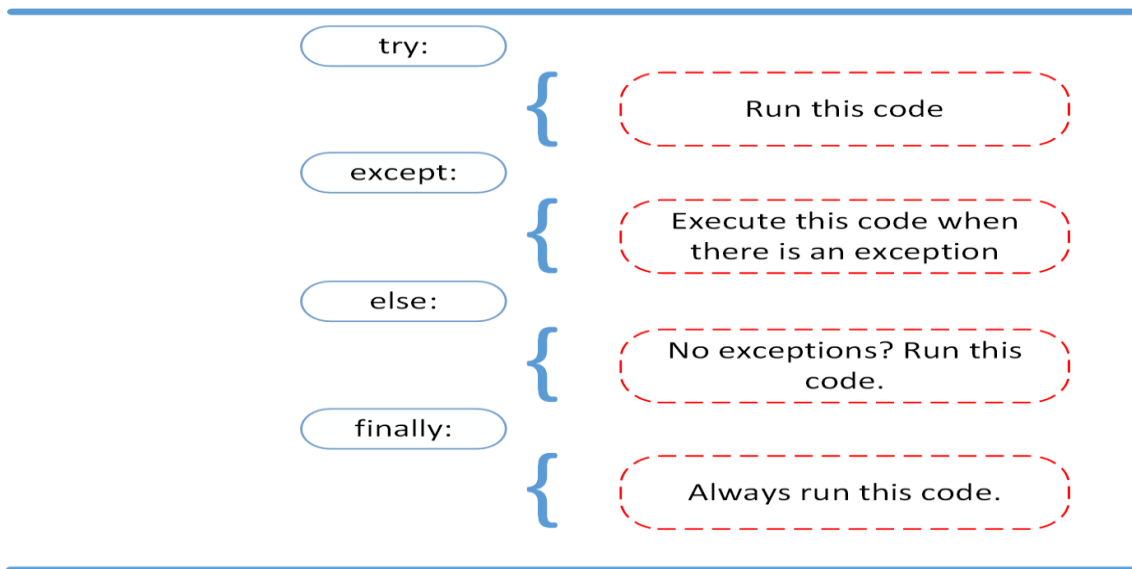 try:
Run this code
except:
Execute this code when
there is an exception
else:
No exceptions? Run this
code.
finally:
Always run this code.